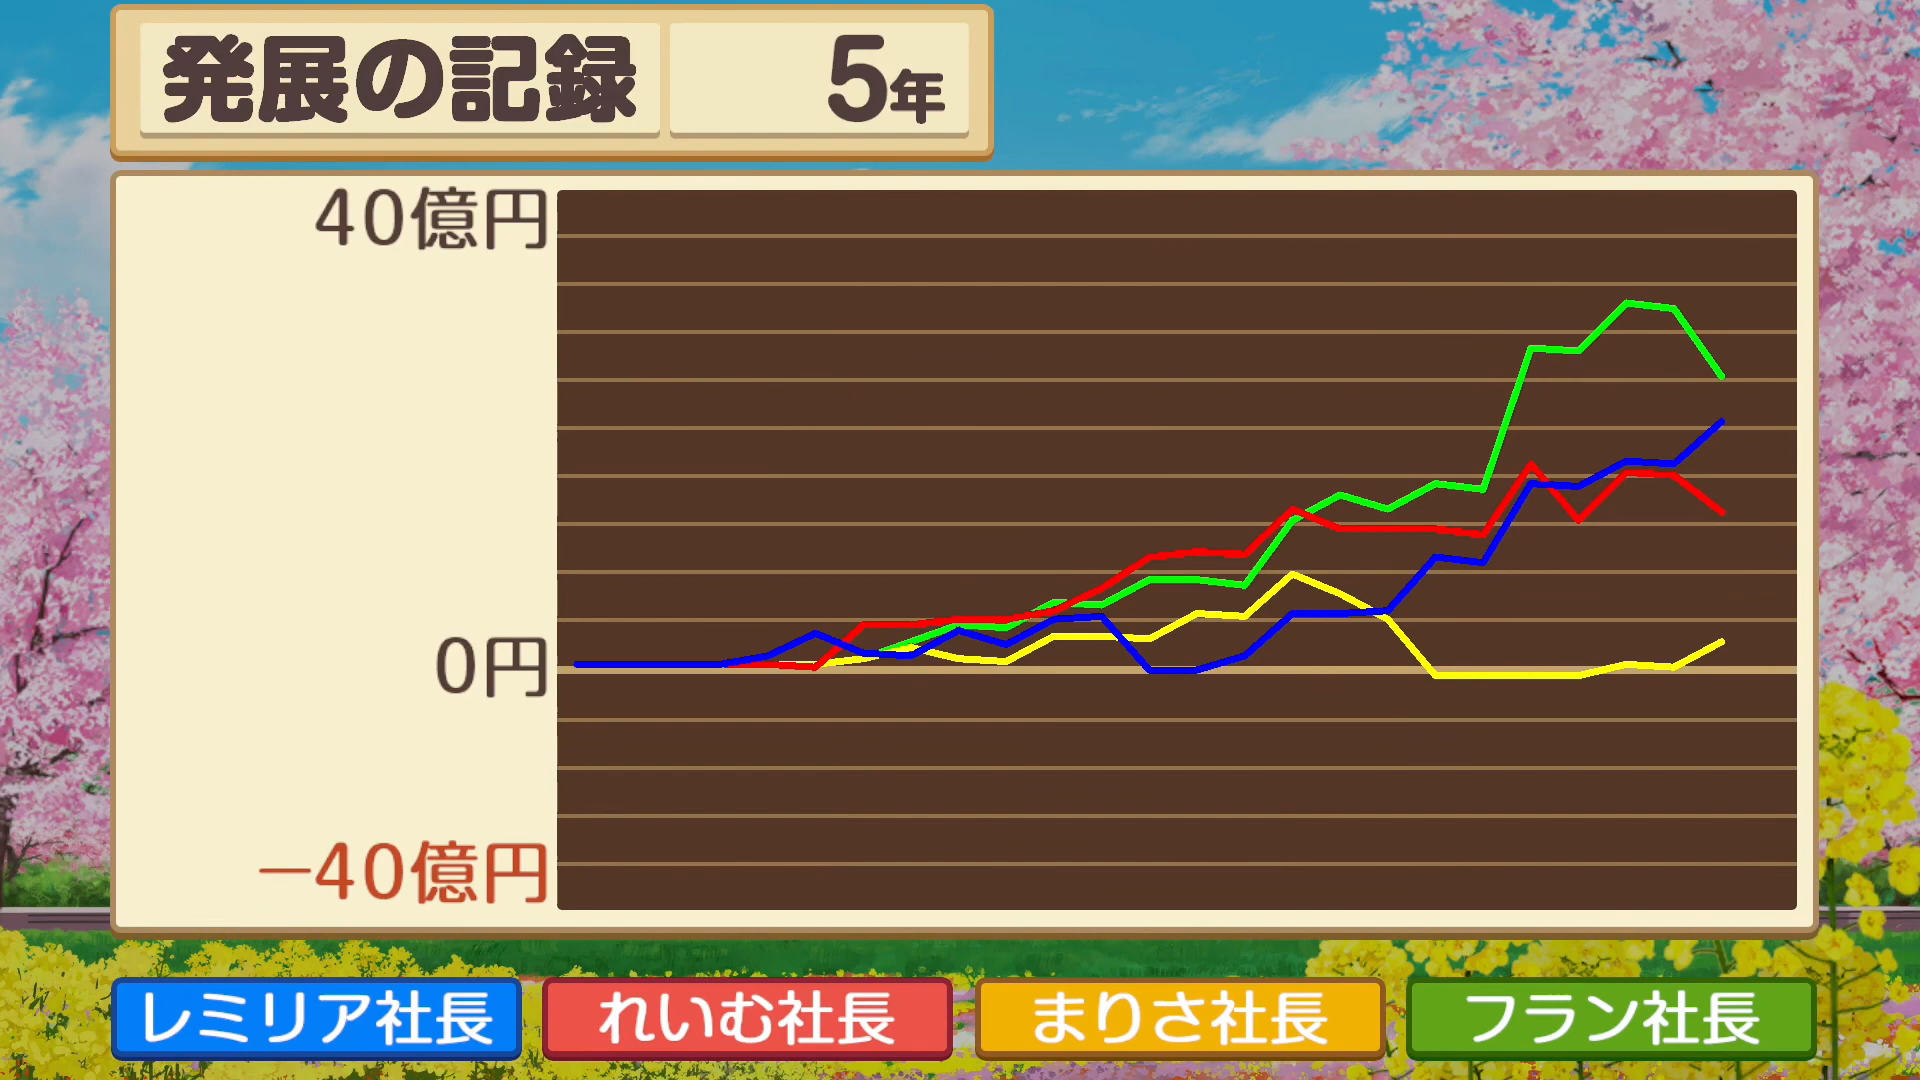 発展の記録 5年
40億円
0円
－40億円
レミリア社長 れいむ社長 まりさ社長 フラン社長